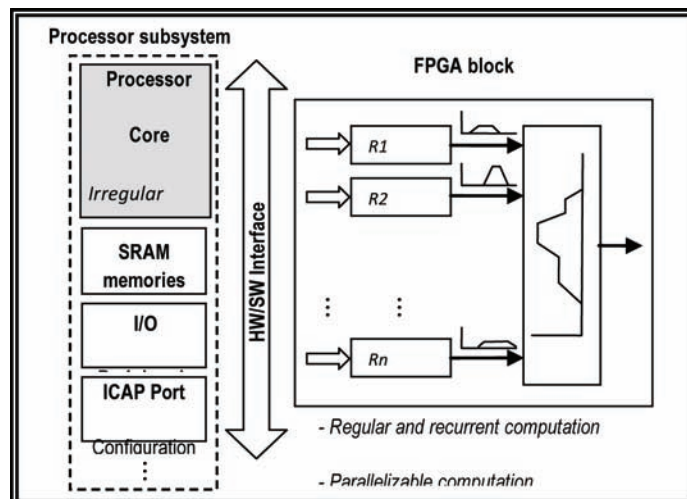 Processor subsystem
Processor
Core
Irregular
SRAM
memories
I/O
ICAP Port
Configuration
HW/SW Interface
FPGA block
R1
R2
Rn
- Regular and recurrent computation
- Parallelizable computation